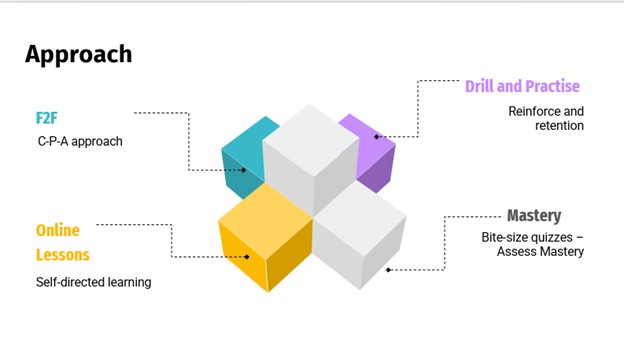 Approach
F2F
C-P-A approach
Drill and Practise
Reinforce and
retention
Online
Lessons
Self-directed learning
Mastery
Bite-size quizzes –
Assess Mastery